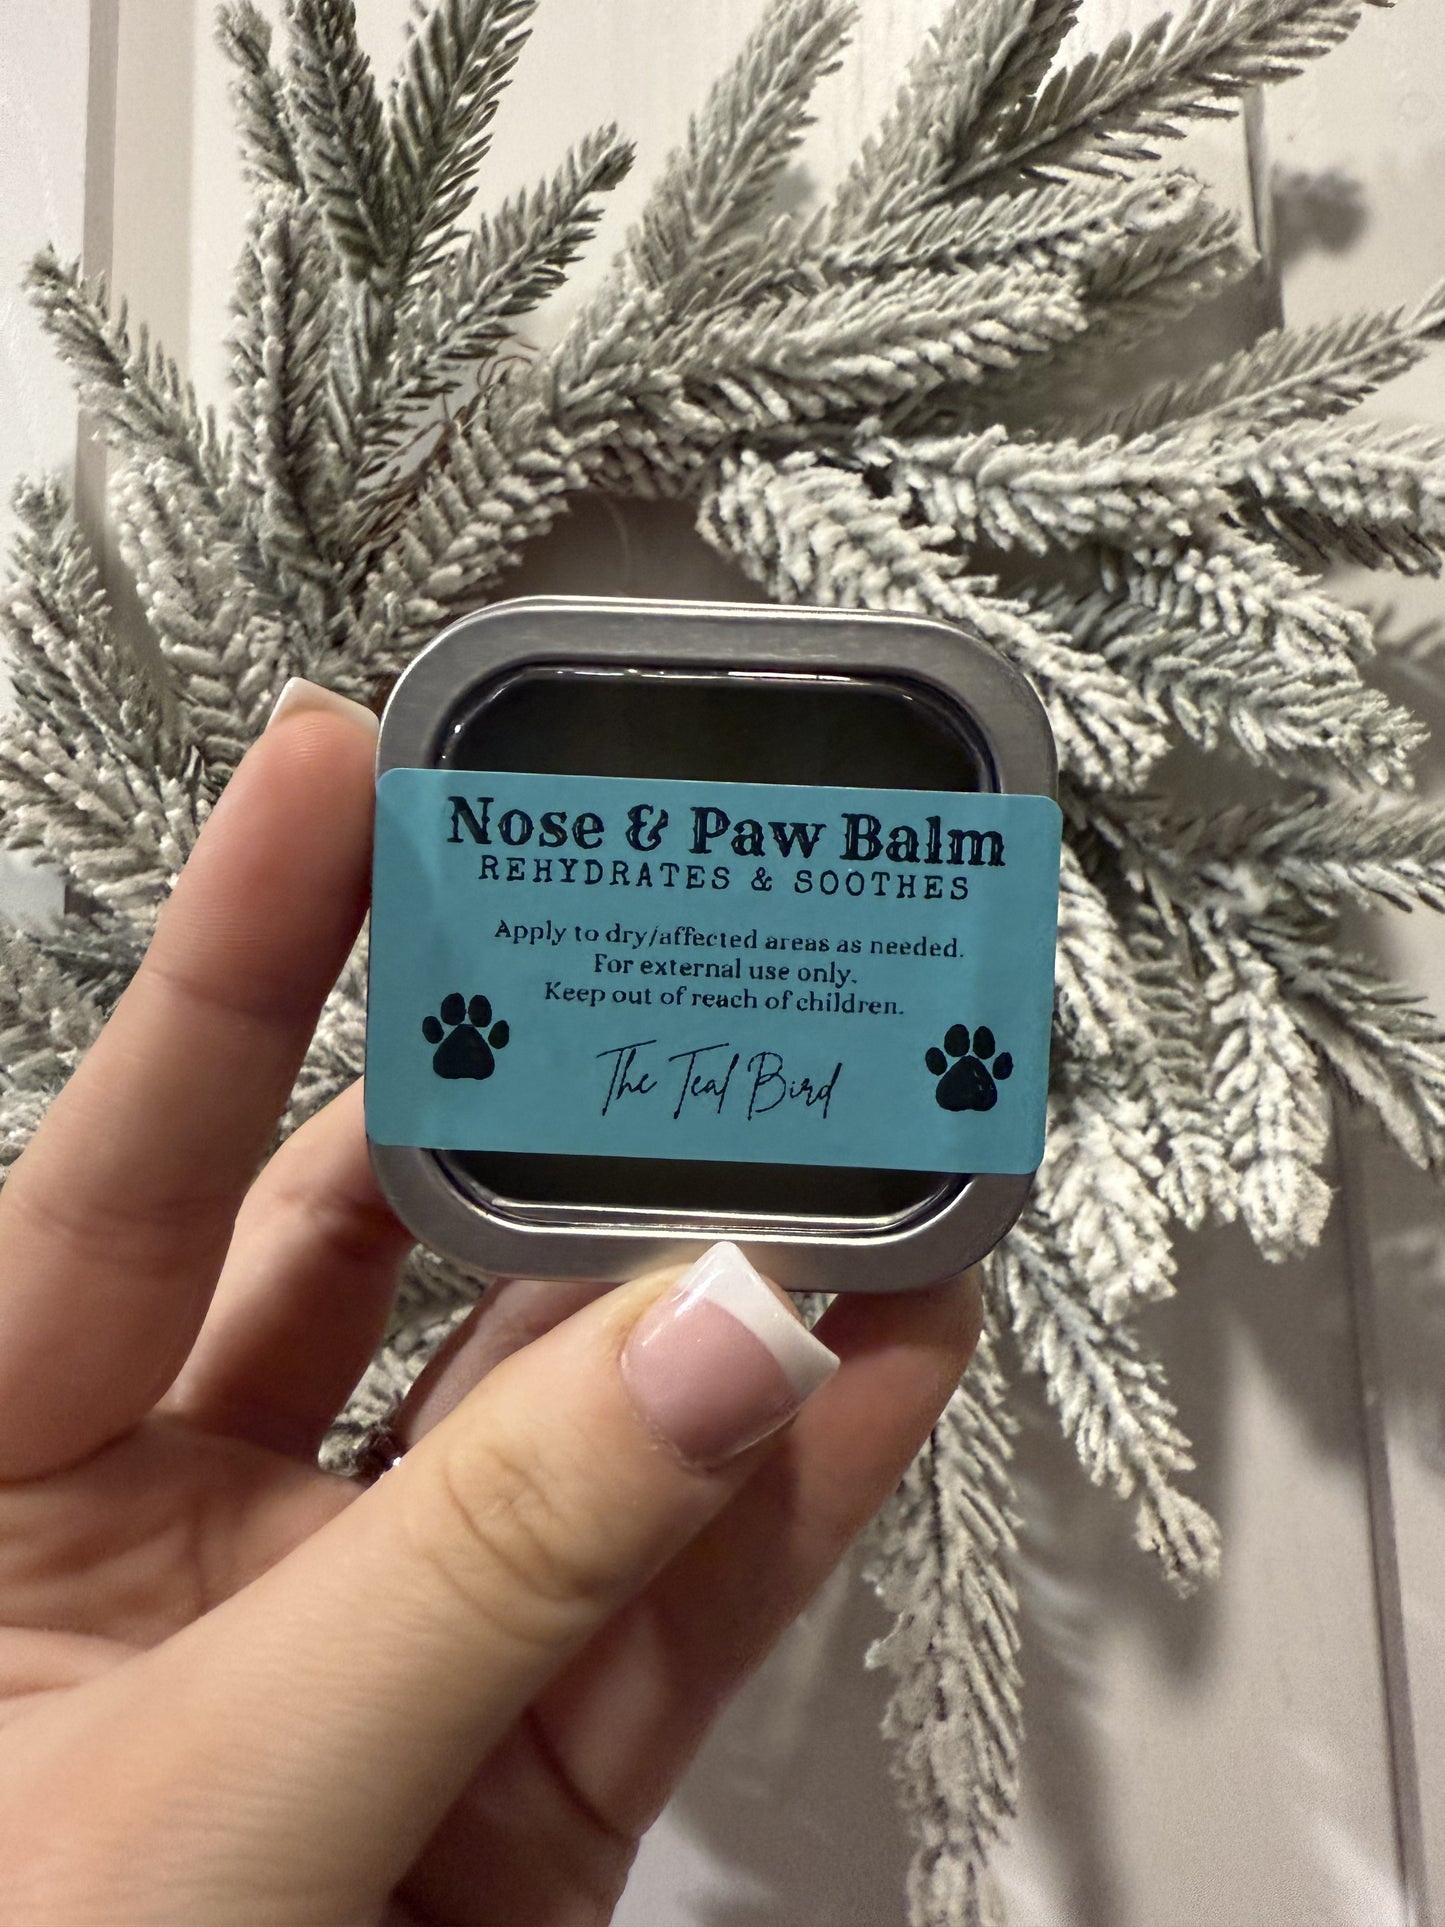 Nose & Paw Balm
REHYDRATES & SOOTHES
Apply to dry/affected areas as needed.
For external use only.
Keep out of reach of children.
The Teal Bird